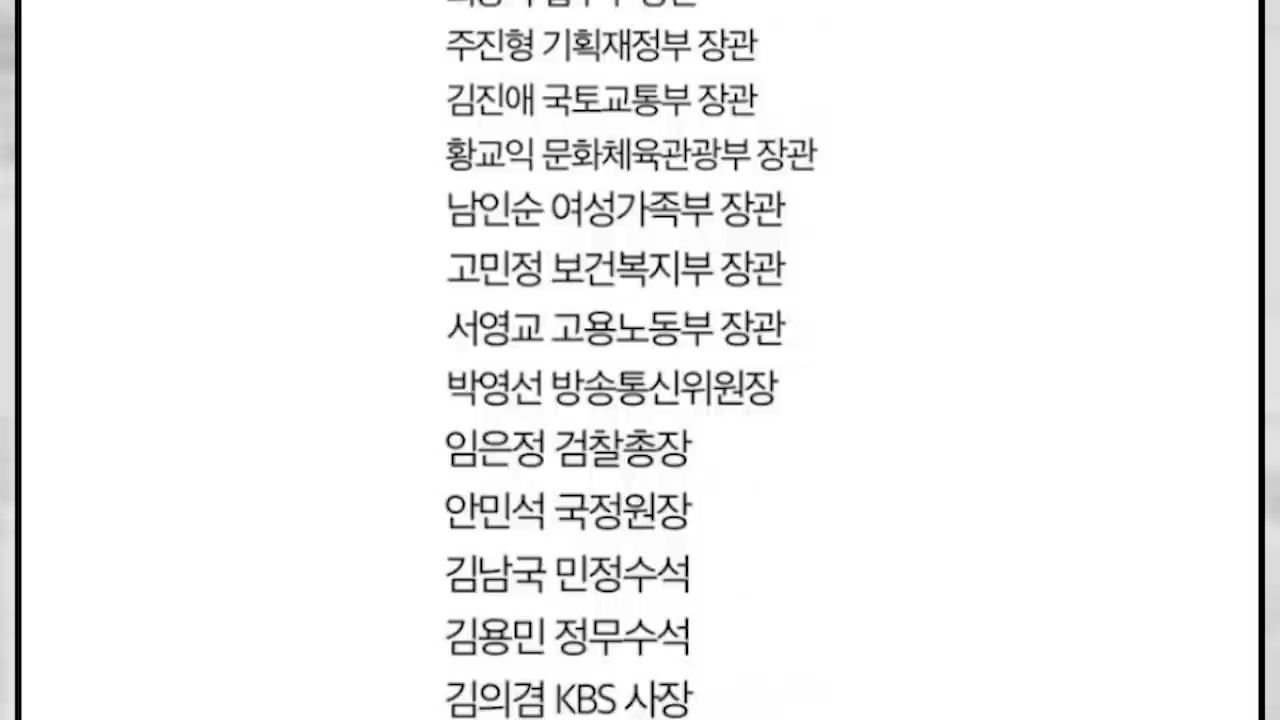 주진형 기획재정부 장관
김진애 국토교통부 장관
황교익 문화체육관광부 장관
남인순 여성가족부 장관
고민정 보건복지부 장관
서영교 고용노동부 장관
박영선 방송통신위원장
임은정 검찰총장
안민석 국정원장
김남국 민정수석
김용민 정무수석
김의겸 KBS 사장